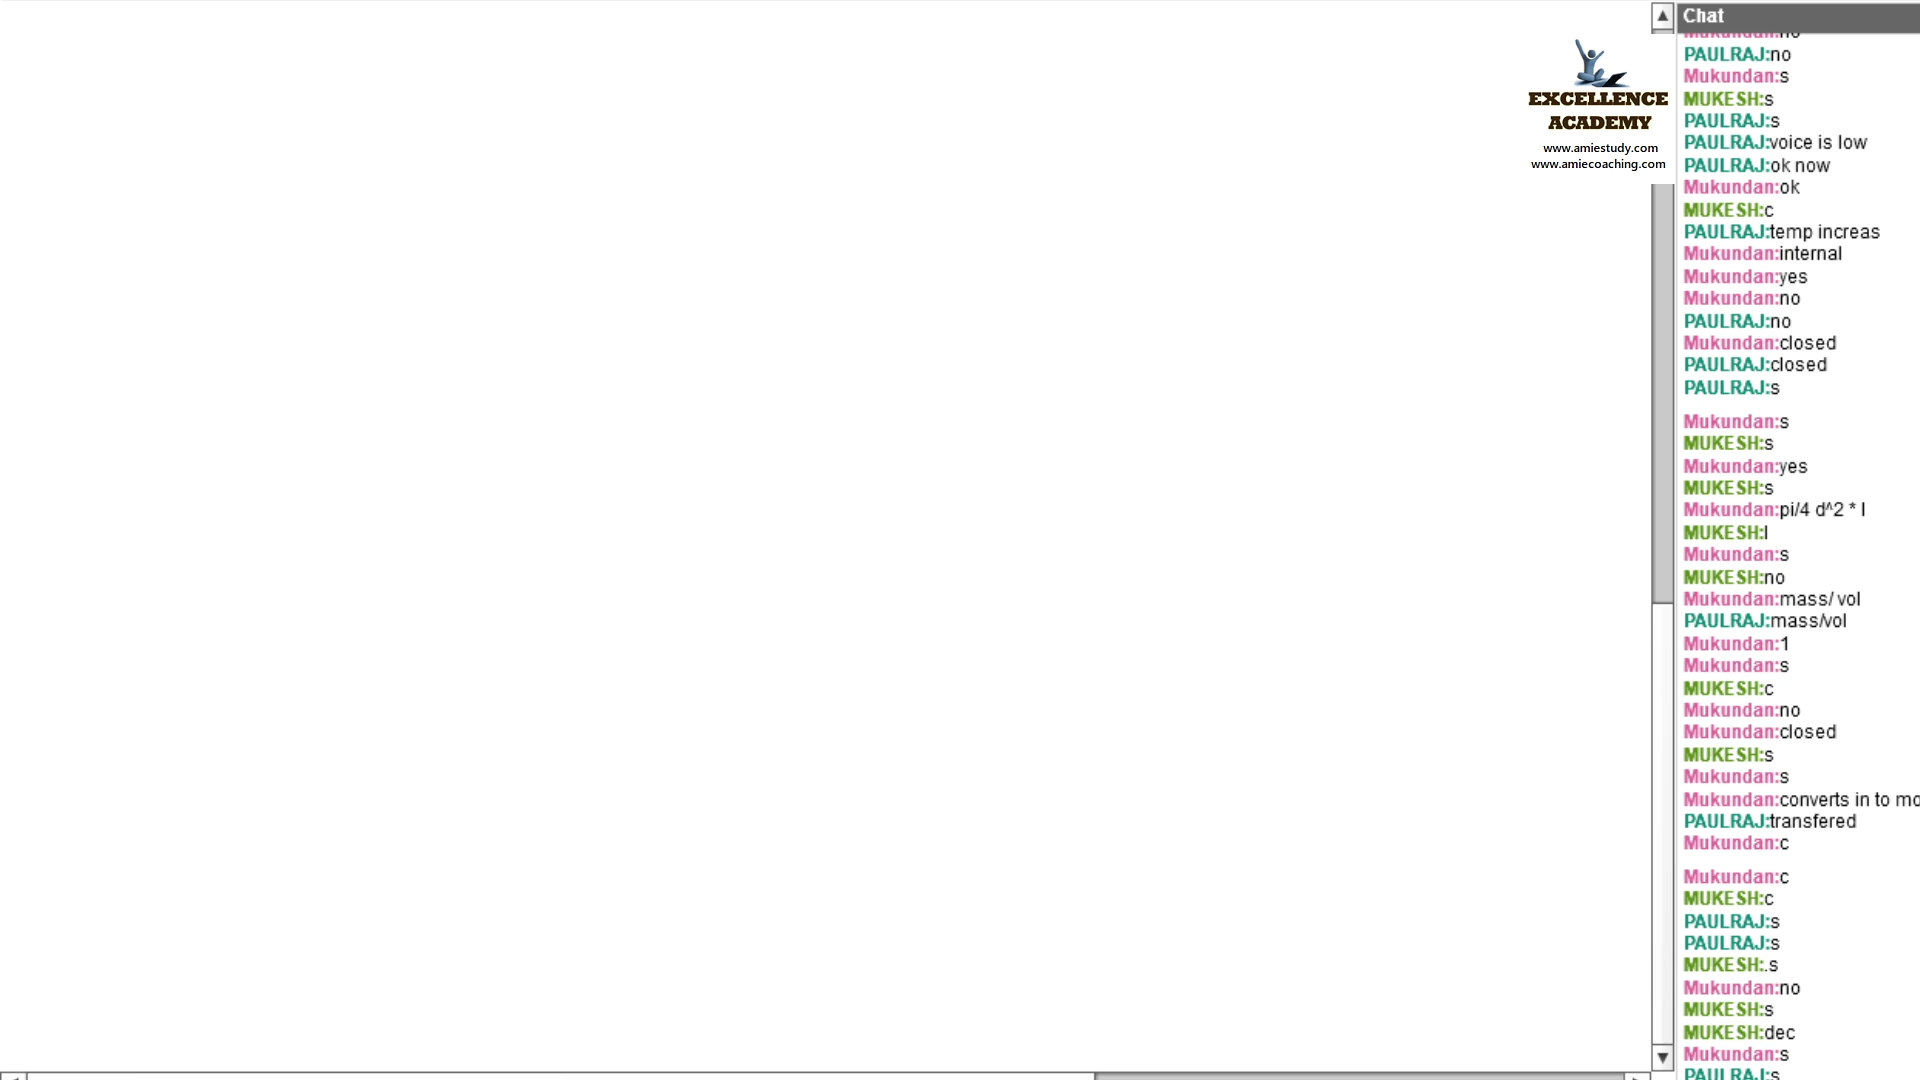 Chat
Mukundan:no
PAULRAJ:no
Mukundan:s
MUKESH:s
PAULRAJ:s
PAULRAJ:voice is low
PAULRAJ:ok now
Mukundan:ok
MUKESH:c
PAULRAJ:temp increas
Mukundan:internal
Mukundan:yes
Mukundan:no
PAULRAJ:no
Mukundan:closed
PAULRAJ:closed
PAULRAJ:s
Mukundan:s
MUKESH:s
Mukundan:yes
MUKESH:s
Mukundan:pi/4 d^2 * l
MUKESH:l
Mukundan:s
MUKESH:no
Mukundan:mass/ vol
PAULRAJ:mass/vol
Mukundan:1
Mukundan:s
MUKESH:c
Mukundan:no
Mukundan:closed
MUKESH:s
Mukundan:s
Mukundan:converts in to mo
PAULRAJ:transfered
Mukundan:c
Mukundan:c
MUKESH:c
PAULRAJ:s
PAULRAJ:s
MUKESH:.s
Mukundan:no
MUKESH:s
MUKESH:dec
Mukundan:s
PAULRAJ:s
EXCELLENCE
ACADEMY
www.amiestudy.com
www.amiecoaching.com